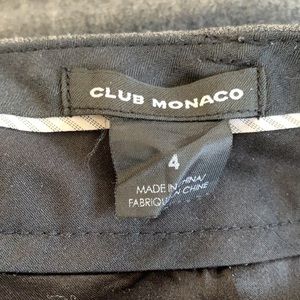 CLUB MONACO
4
MADE IN CHINA/
FABRIQUÉ EN CHINE